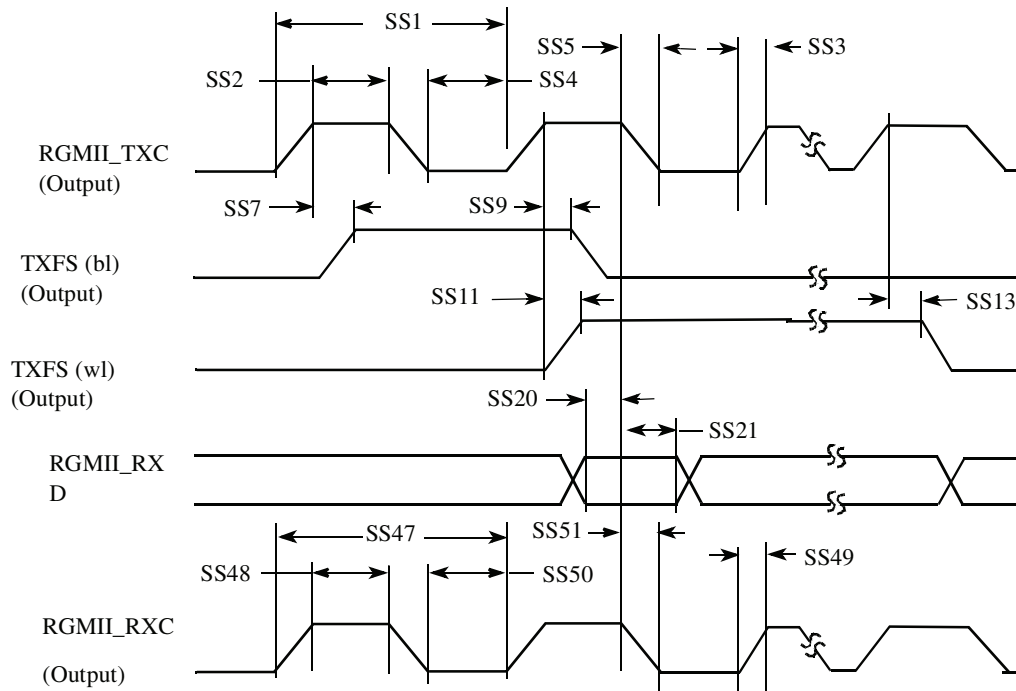 SS1
SS5
SS3
SS2
SS4
RGMII_TXC
(Output)
SS7
SS9
TXFS (bl)
(Output)
SS11
SS13
TXFS (wl)
(Output)
SS20
SS21
RGMII_RX
D
SS47
SS51
SS49
SS48
SS50
RGMII_RXC
(Output)